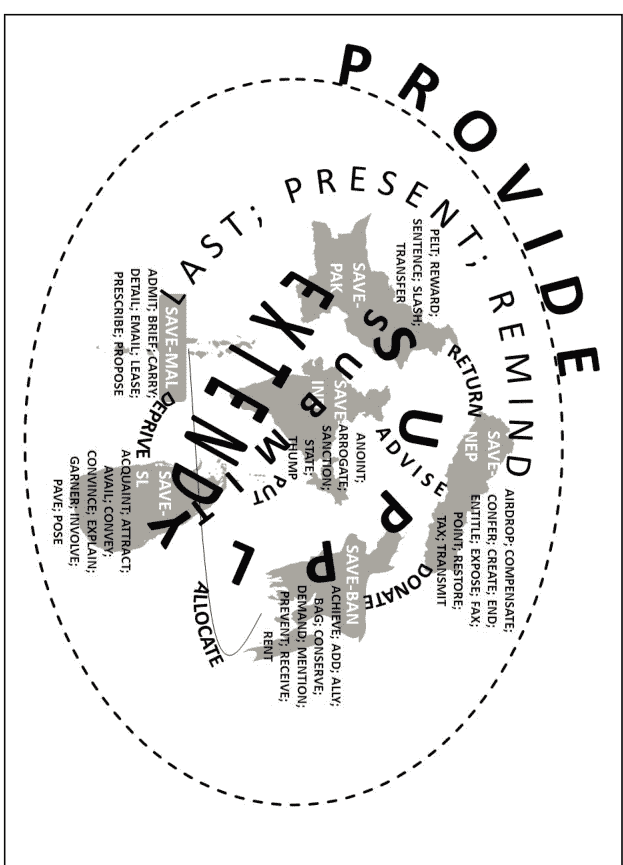 PROVIDE
CAST; PRESENT; REMIND
SUPPLY
EXTEND
SUBMIT
PUT
ADVISE
RETURN
DONATE
ALLOCATE
DEPRIVE
SAVE-
PAK
PELT; REWARD;
SENTENCE; SLASH;
TRANSFER
SAVE-
NEP
AIRDROP; COMPENSATE;
CONFER; CREATE; END;
ENTITLE; EXPOSE; FAX;
POINT; RESTORE;
TAX; TRANSMIT
SAVE-
IN
ANOINT;
ARROGATE;
SANCTION;
STATE;
THUMP
SAVE-BAN
ACHIEVE; ADD; ALLY;
BAG; CONSERVE;
DEMAND; MENTION;
PREVENT; RECEIVE;
RENT
SAVE-MAL
ADMIT; BRIEF; CARRY;
DETAIL; EMAIL; LEASE;
PRESCRIBE; PROPOSE
SAVE-
SL
ACQUAINT; ATTRACT;
AVAIL; CONVEY;
CONVINCE; EXPLAIN;
GARNER; INVOLVE;
PAVE; POSE